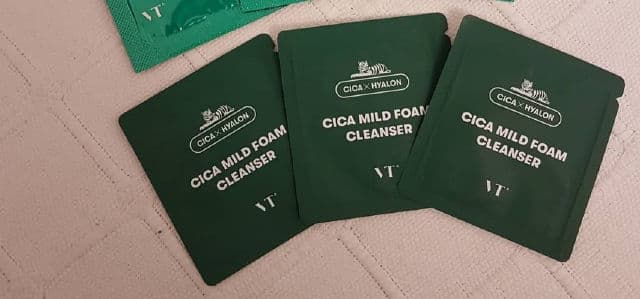 VT
CICA × HYALON
CICA MILD FOAM
CLEANSER
VT
CICA × HYALON
CICA MILD FOAM
CLEANSER
VT
CICA × HYALON
CICA MILD FOAM
CLEANSER
VT